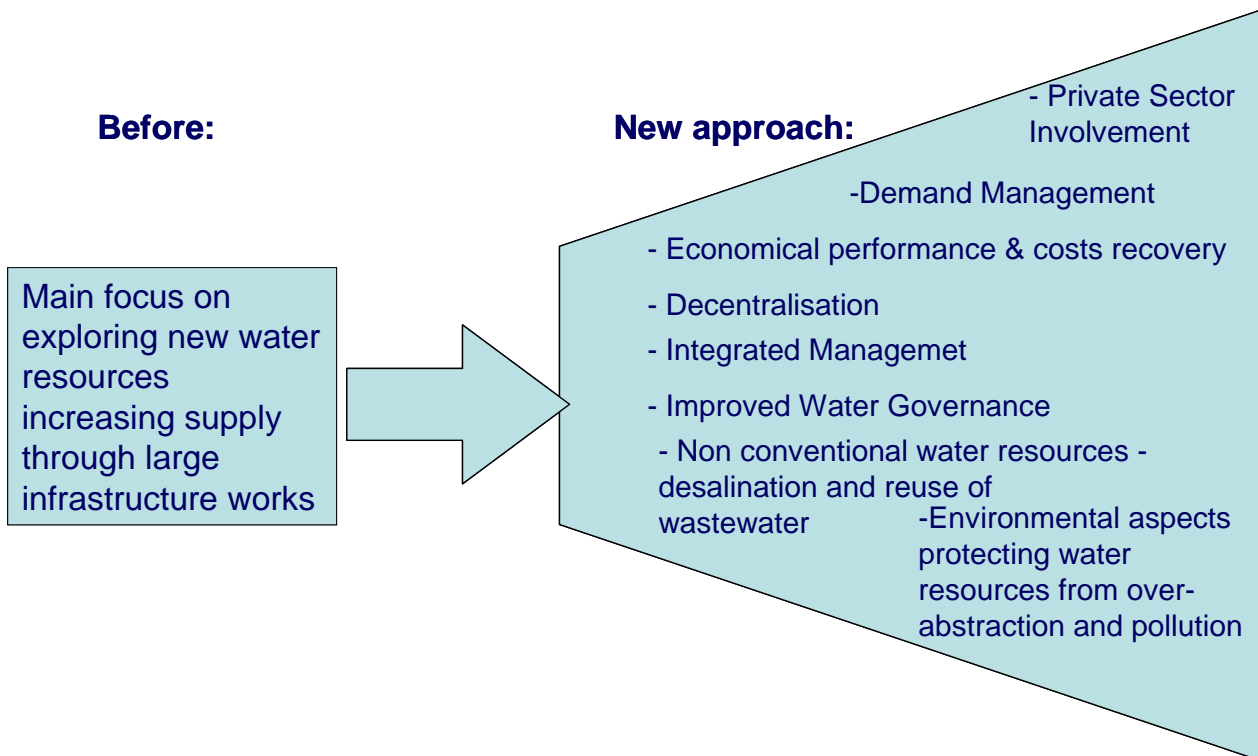 Before:
Main focus on
exploring new water
resources
increasing supply
through large
infrastructure works
New approach:
- Private Sector
Involvement
-Demand Management
- Economical performance & costs recovery
- Decentralisation
- Integrated Managemet
- Improved Water Governance
- Non conventional water resources -
desalination and reuse of
wastewater
-Environmental aspects
protecting water
resources from over-
abstraction and pollution